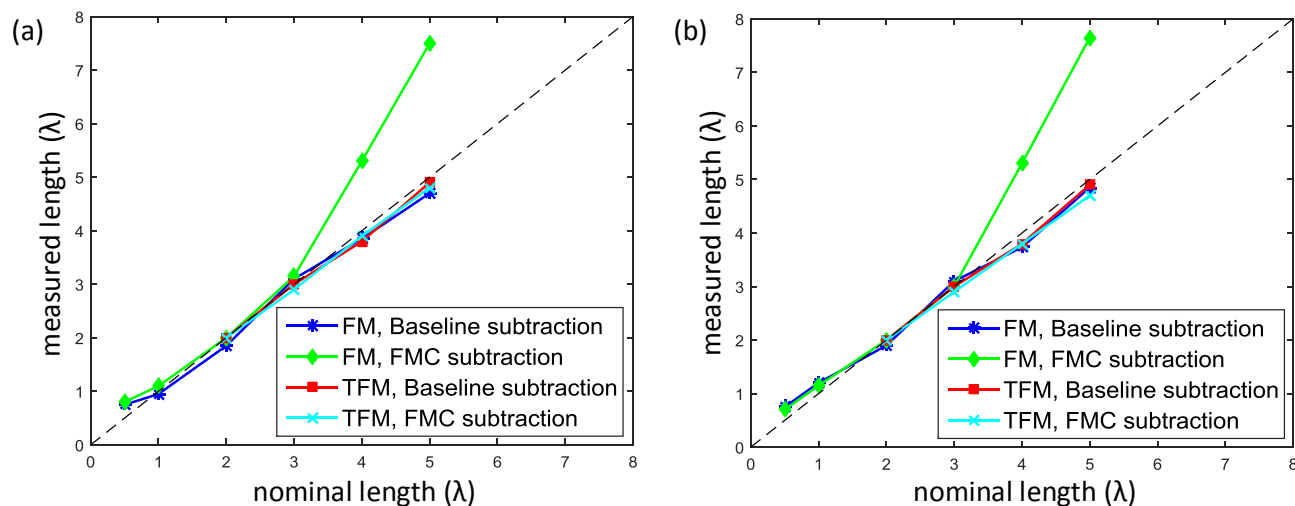 (a)
8
7
6
5
4
3
2
1
0
measured length (λ)
FM, Baseline subtraction
FM, FMC subtraction
TFM, Baseline subtraction
TFM, FMC subtraction
0 1 2 3 4 5 6 7 8
nominal length (λ)
(b)
8
7
6
5
4
3
2
1
0
measured length (λ)
FM, Baseline subtraction
FM, FMC subtraction
TFM, Baseline subtraction
TFM, FMC subtraction
0 1 2 3 4 5 6 7 8
nominal length (λ)